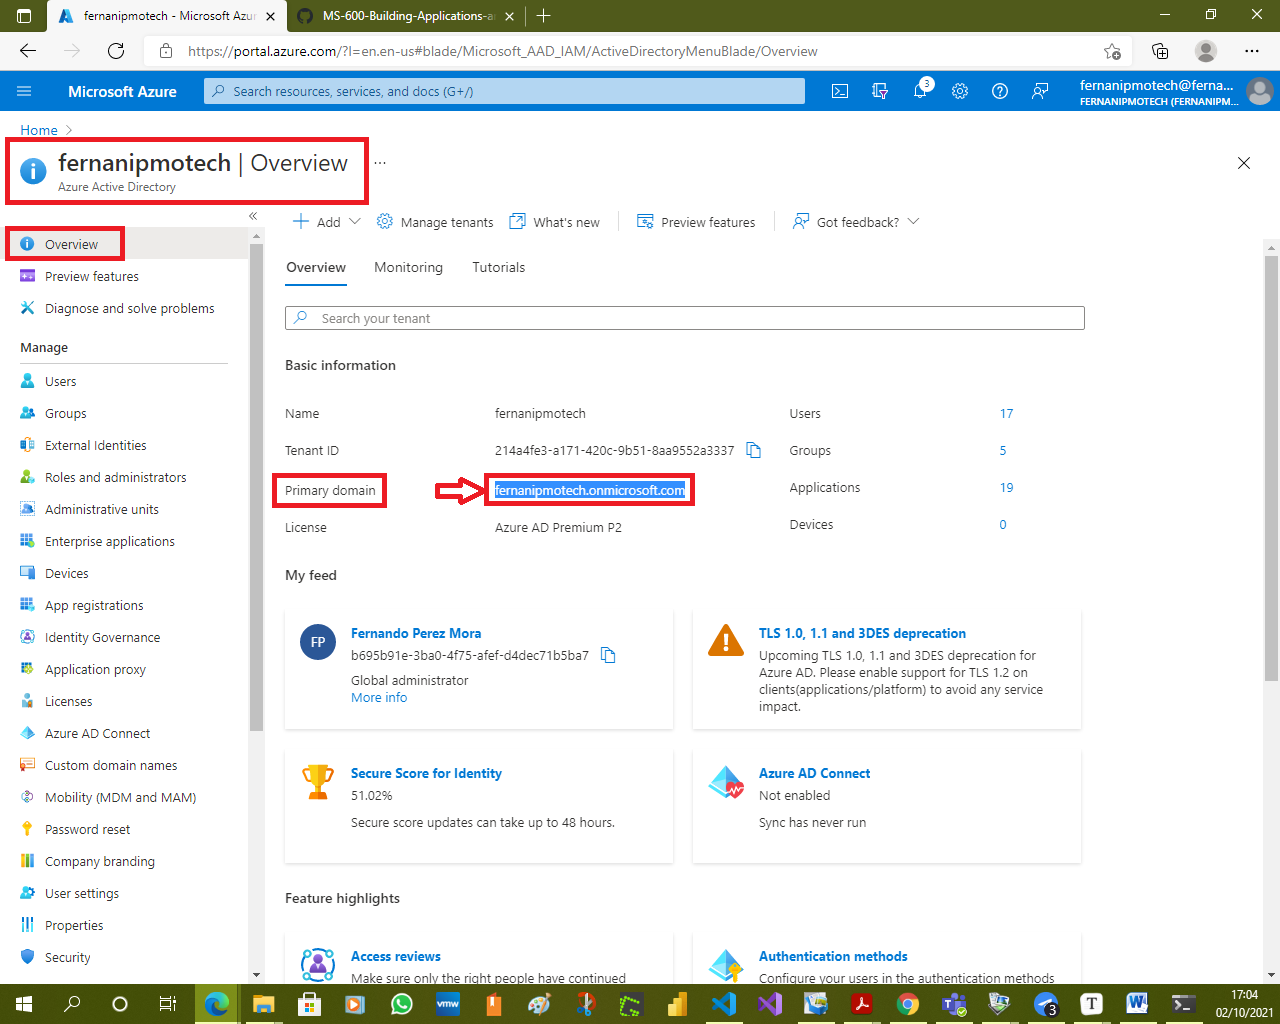 fernanipmotech - Microsoft Azur
MS-600-Building-Applications-a
https://portal.azure.com/?l=en.en-us#blade/Microsoft_AAD_IAM/ActiveDirectoryMenuBlade/Overview
Microsoft Azure
Search resources, services, and docs (G+/)
3
fernanipmotech@ferna...
FERNANIPMOTECH (FERNANIPM...
Home
fernanipmotech | Overview
...
Azure Active Directory
Add
Manage tenants
What's new
Preview features
Got feedback?
Overview
Preview features
Diagnose and solve problems
Manage
Users
Groups
External Identities
Roles and administrators
Administrative units
Enterprise applications
Devices
App registrations
Identity Governance
Application proxy
Licenses
Azure AD Connect
Custom domain names
Mobility (MDM and MAM)
Password reset
Company branding
User settings
Properties
Security
Overview
Monitoring
Tutorials
Search your tenant
Basic information
Name
fernanipmotech
Users
17
Tenant ID
214a4fe3-a171-420c-9b51-8aa9552a3337
Groups
5
Primary domain
fernanipmotech.onmicrosoft.com
Applications
19
License
Azure AD Premium P2
Devices
0
My feed
FP
Fernando Perez Mora
b695b91e-3ba0-4f75-afef-d4dec71b5ba7
Global administrator
More info
TLS 1.0, 1.1 and 3DES deprecation
Upcoming TLS 1.0, 1.1 and 3DES deprecation for
Azure AD. Please enable support for TLS 1.2 on
clients(applications/platform) to avoid any service
impact.
Secure Score for Identity
51.02%
Secure score updates can take up to 48 hours.
Azure AD Connect
Not enabled
Sync has never run
Feature highlights
Access reviews
Make sure only the right people have continued
Authentication methods
Configure your users in the authentication methods
vmw
3
T
17:04
02/10/2021